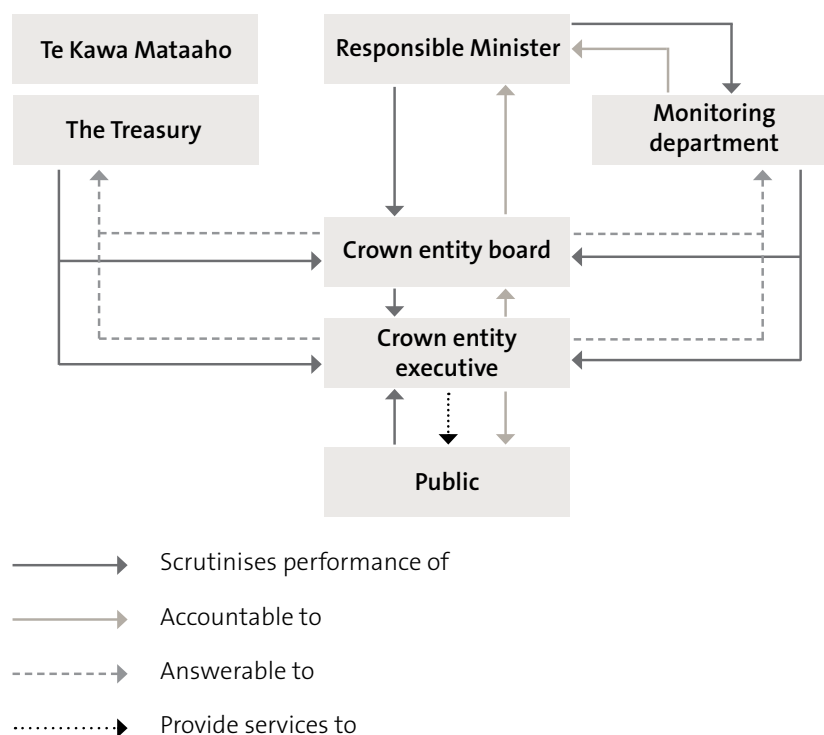 Te Kawa Mataaho
Responsible Minister
The Treasury
Monitoring
department
Crown entity board
Crown entity
executive
Public
Scrutinises performance of
Accountable to
Answerable to
Provide services to